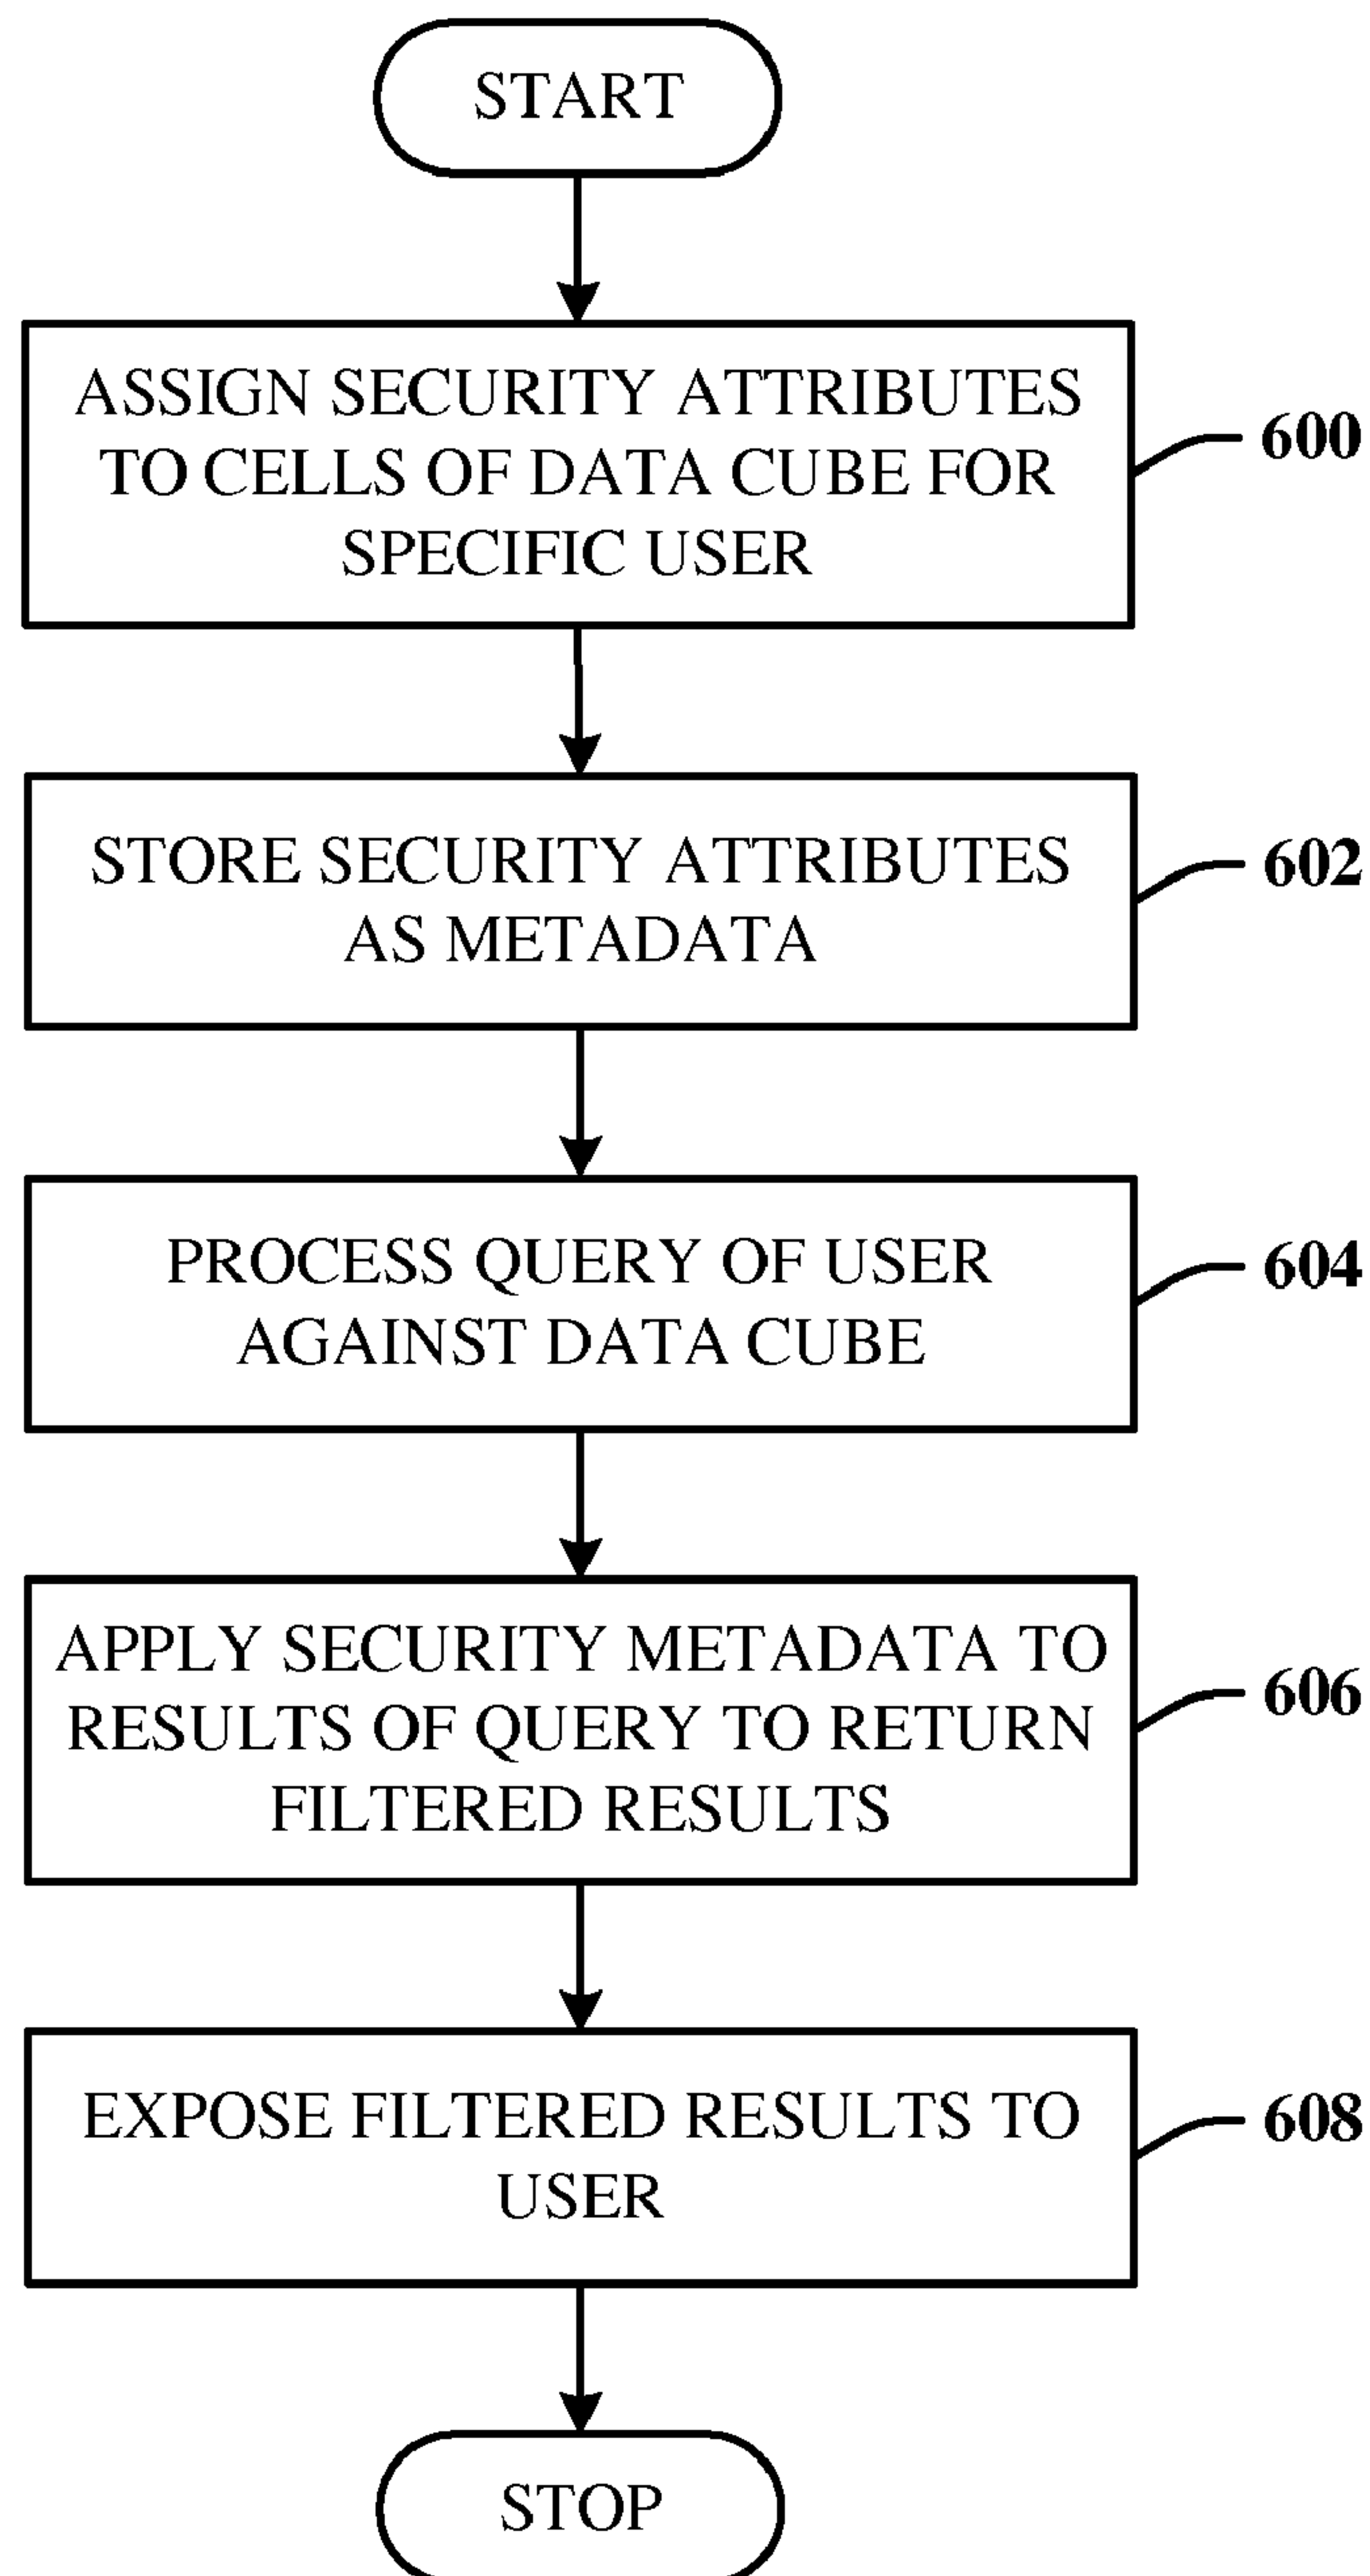 START
ASSIGN SECURITY ATTRIBUTES
TO CELLS OF DATA CUBE FOR
SPECIFIC USER
600
STORE SECURITY ATTRIBUTES
AS METADATA
602
PROCESS QUERY OF USER
AGAINST DATA CUBE
604
APPLY SECURITY METADATA TO
RESULTS OF QUERY TO RETURN
FILTERED RESULTS
606
EXPOSE FILTERED RESULTS TO
USER
608
STOP